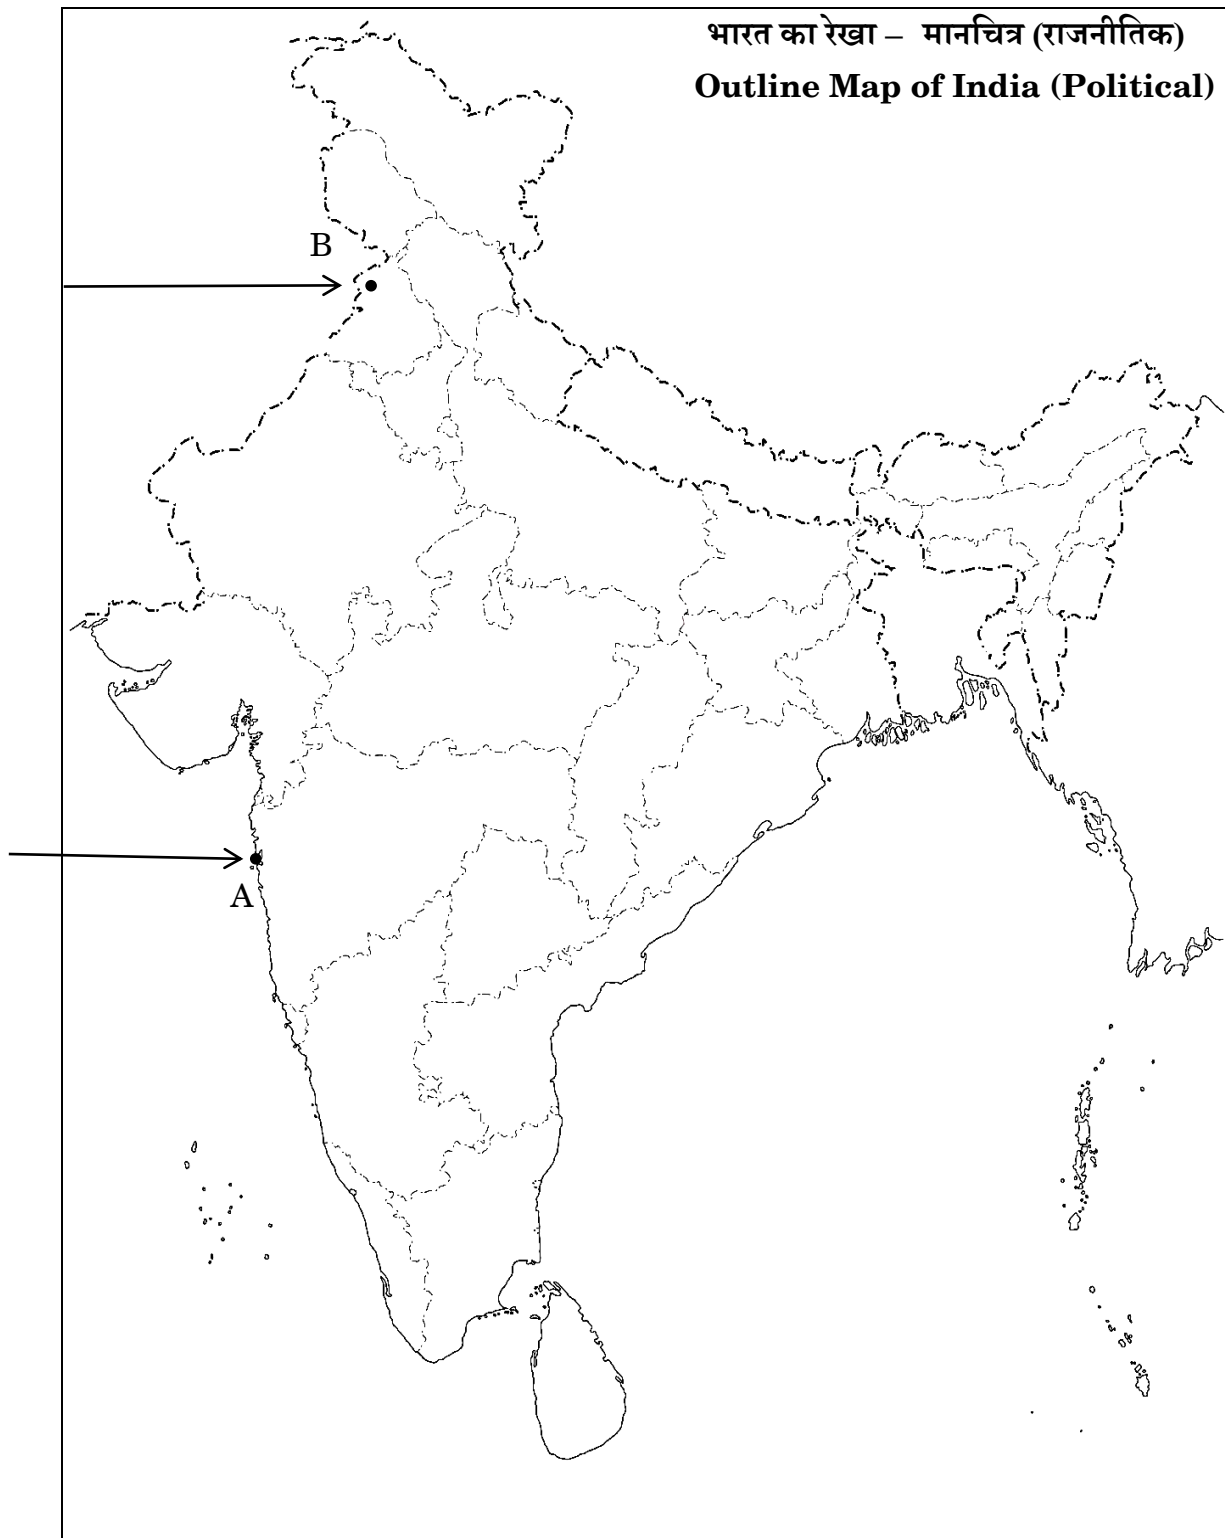 भारत का रेखा – मानचित्र (राजनीतिक)
Outline Map of India (Political)
B
A